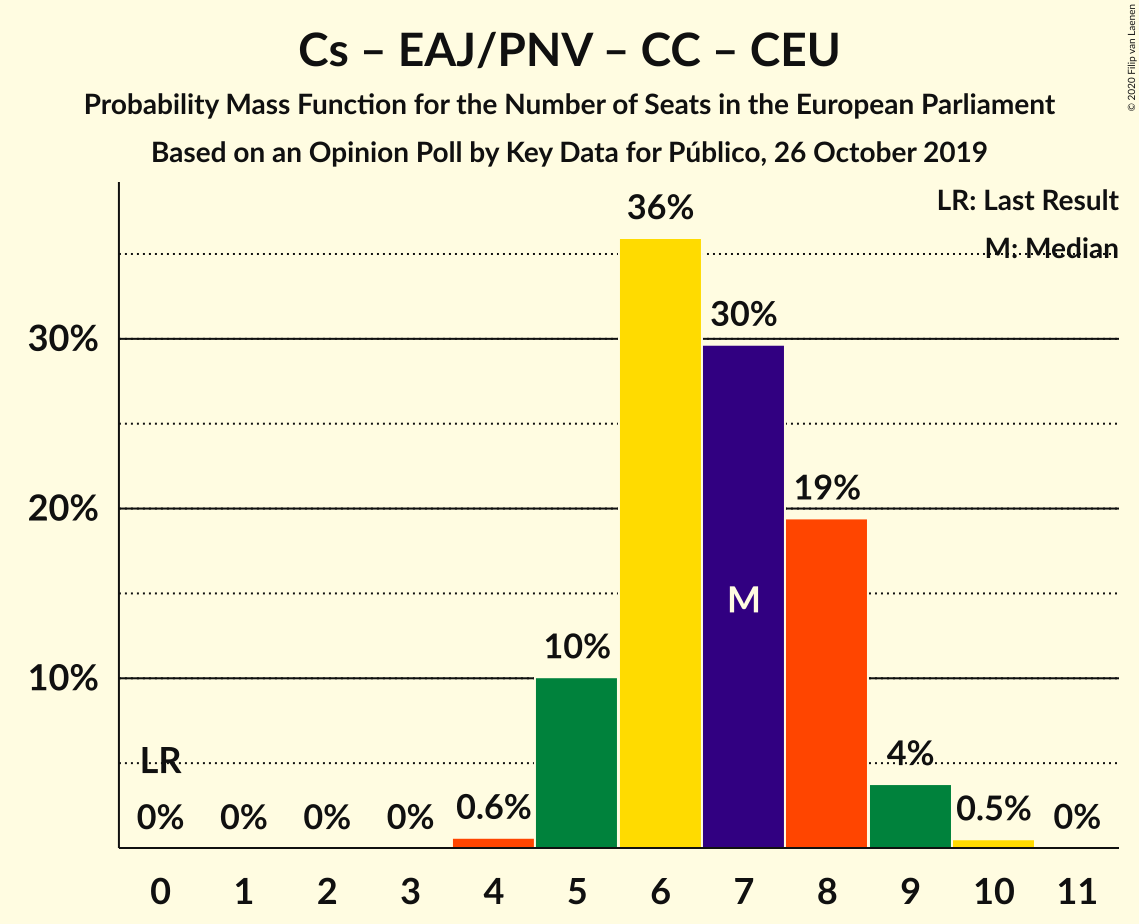 Cs – EAJ/PNV – CC – CEU
Probability Mass Function for the Number of Seats in the European Parliament
Based on an Opinion Poll by Key Data for Público, 26 October 2019
© 2020 Filip van Laenen
LR: Last Result
M: Median
36%
30%
30%
19%
20%
M
10%
10%
LR
4%
0% 0% 0% 0% 0.6% 0.5% 0%
0 1 2 3 4 5 6 7 8 9 10 11